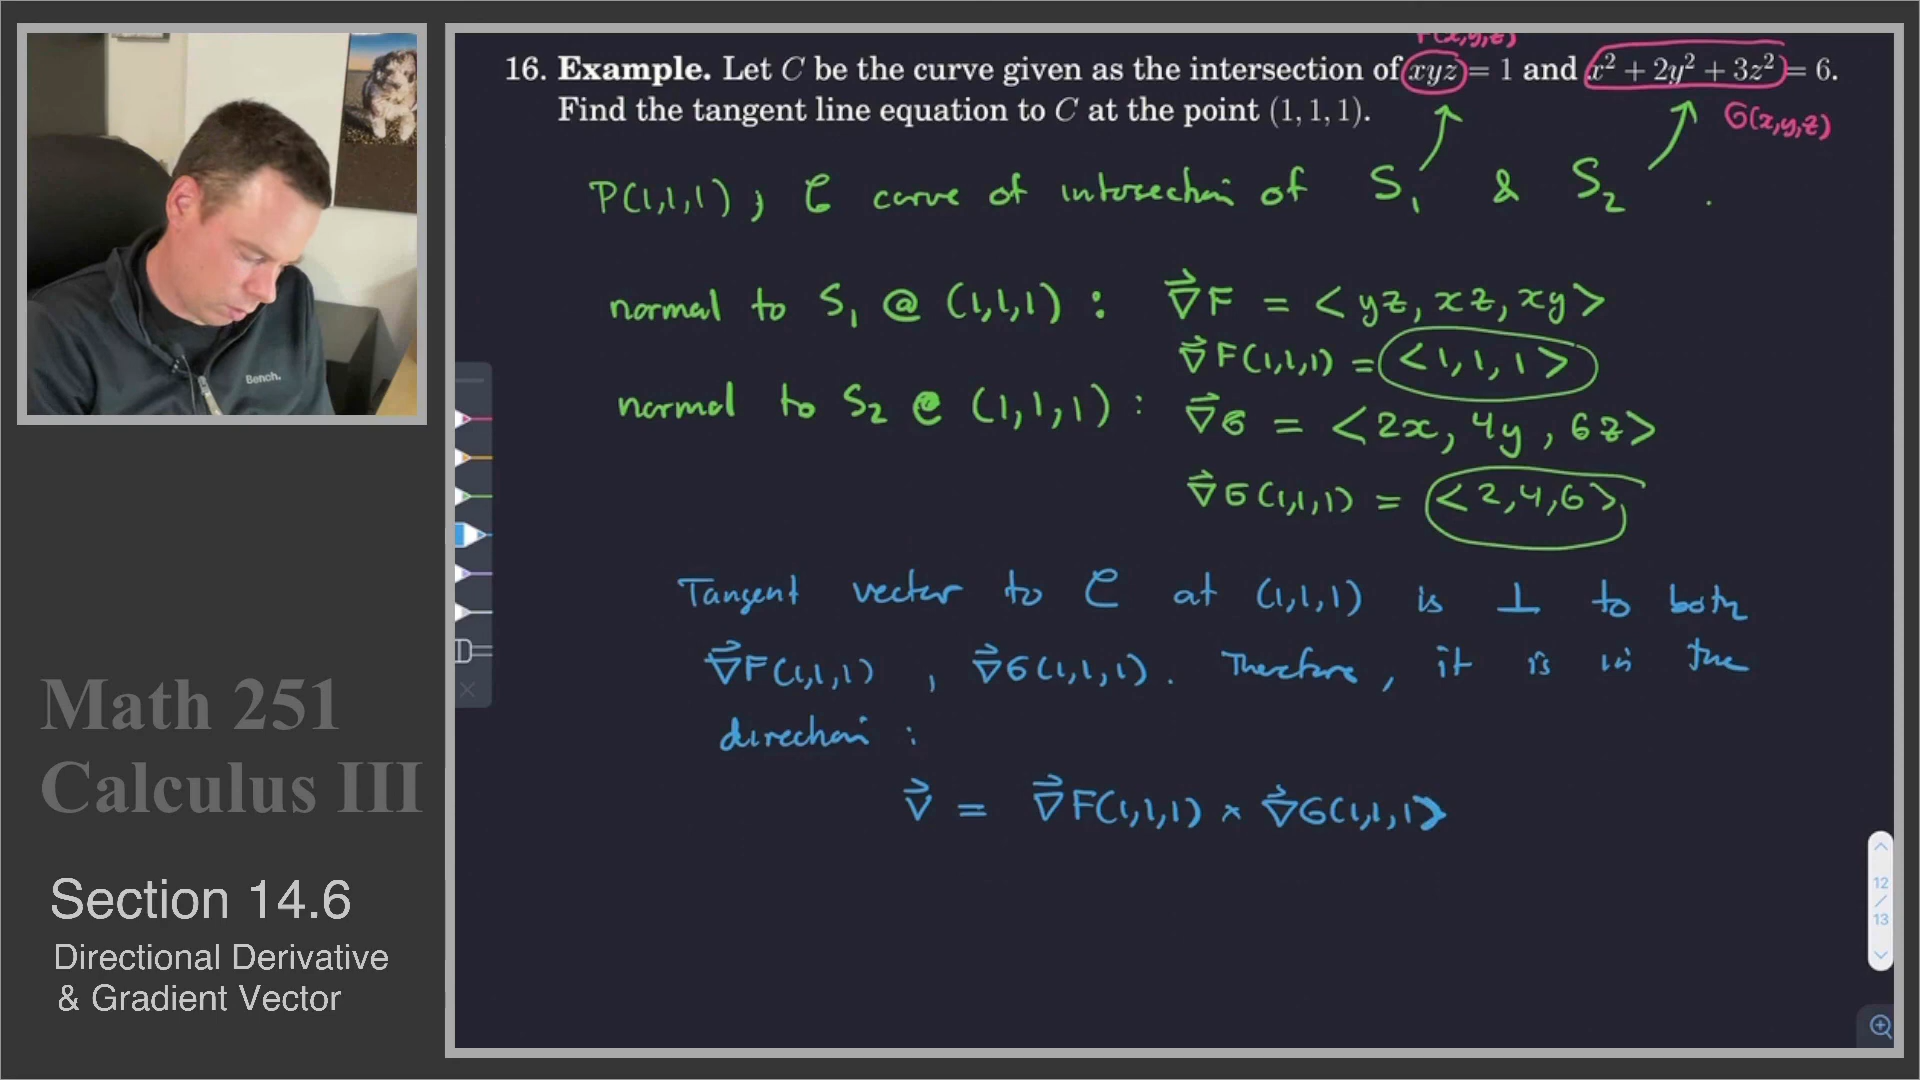 F(x,y,z)
16. Example. Let C be the curve given as the intersection of xyz = 1 and x² + 2y² + 3z² = 6.
Find the tangent line equation to C at the point (1, 1, 1).
G(x,y,z)
P(1,1,1) ; C curve of intersection of S₁ & S₂ .
normal to S₁ @ (1,1,1) : ∇⃗F = <yz, xz, xy>
∇⃗F(1,1,1) = <1,1,1>
normal to S₂ @ (1,1,1) : ∇⃗G = <2x, 4y, 6z>
∇⃗G(1,1,1) = <2,4,6>
Tangent vector to C at (1,1,1) is ⊥ to both
∇⃗F(1,1,1) , ∇⃗G(1,1,1). Therefore, it is in the
direction :
v⃗ = ∇⃗F(1,1,1) × ∇⃗G(1,1,1)
Bench.
Math 251
Calculus III
Section 14.6
Directional Derivative
& Gradient Vector
12
/
13